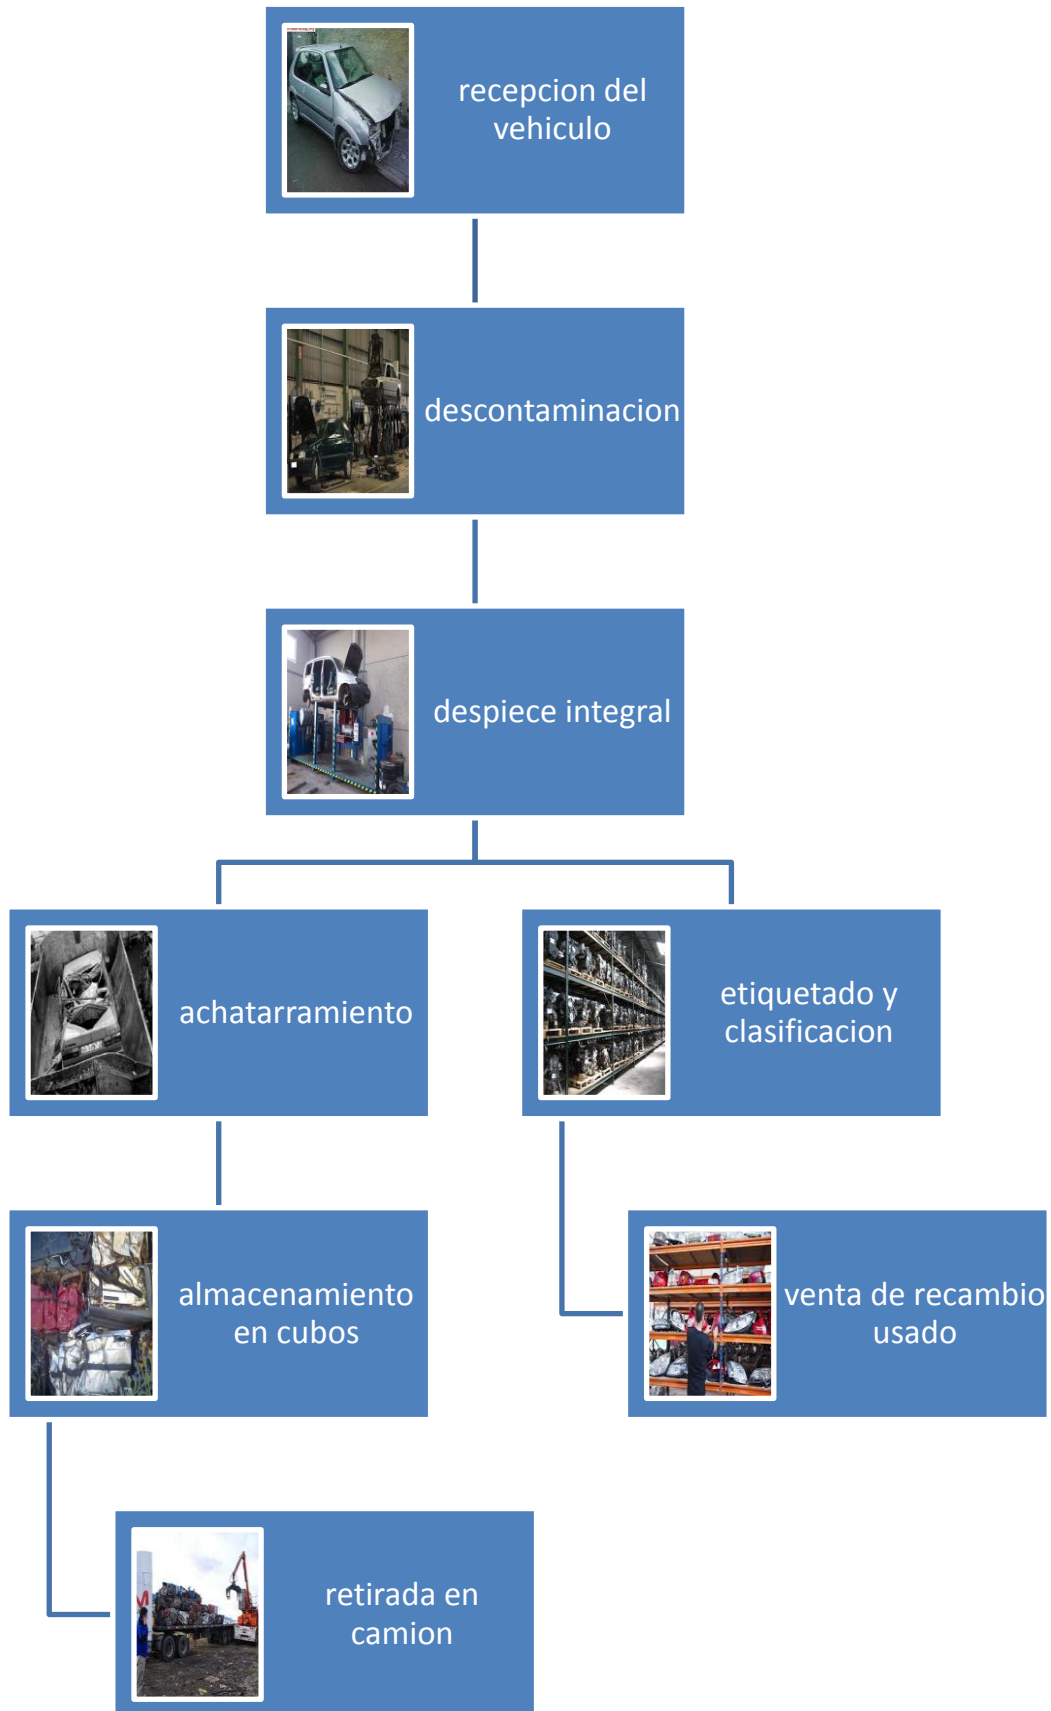 recepcion del
vehiculo
descontaminacion
despiece integral
achatarramiento
etiquetado y
clasificacion
almacenamiento
en cubos
venta de recambio
usado
retirada en
camion